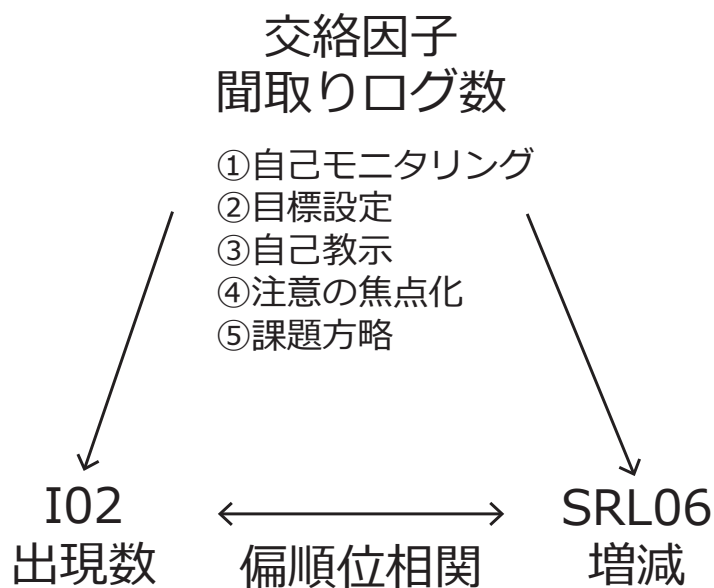 交絡因子
聞取りログ数
①自己モニタリング
②目標設定
③自己教示
④注意の焦点化
⑤課題方略
I02
出現数
偏順位相関
SRL06
増減